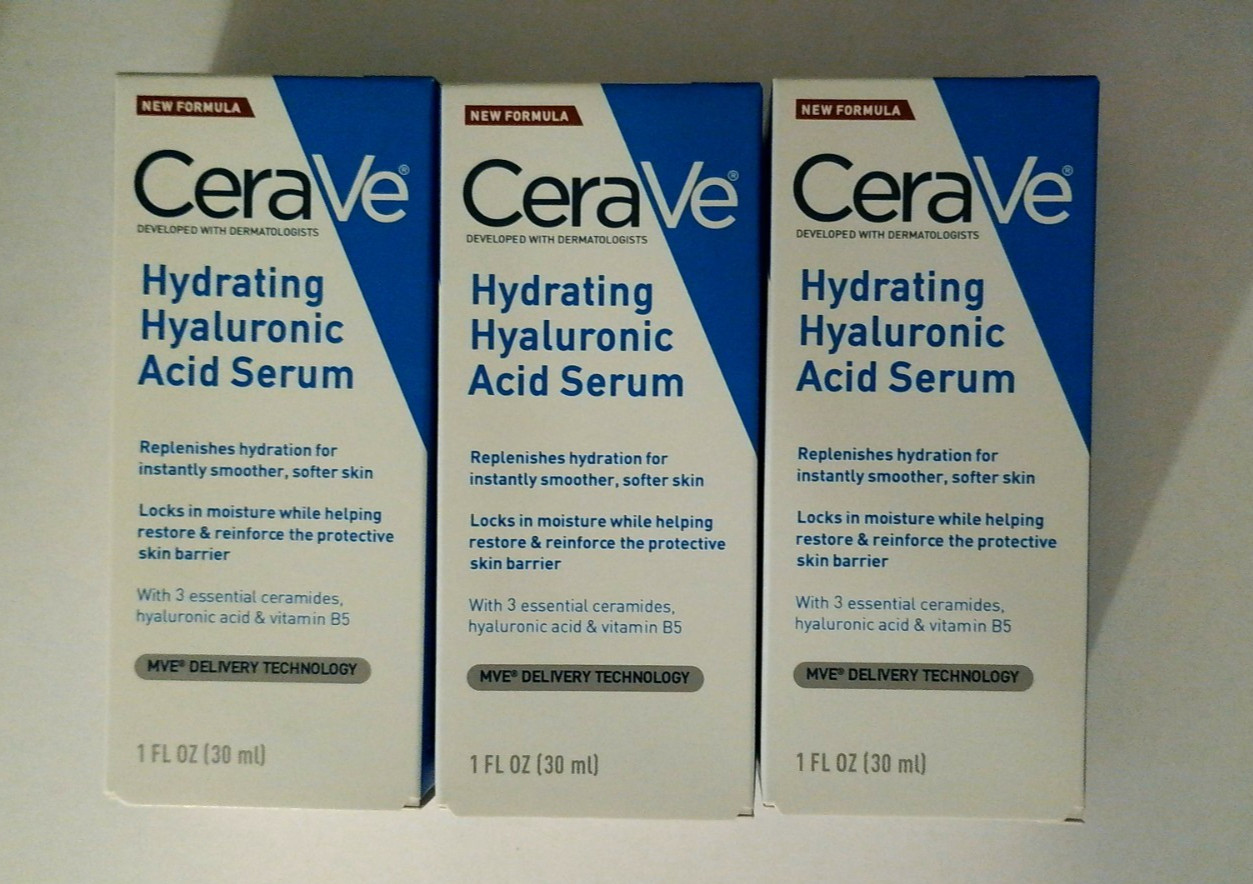 NEW FORMULA
CeraVe®
DEVELOPED WITH DERMATOLOGISTS
Hydrating
Hyaluronic
Acid Serum
Replenishes hydration for
instantly smoother, softer skin
Locks in moisture while helping
restore & reinforce the protective
skin barrier
With 3 essential ceramides,
hyaluronic acid & vitamin B5
MVE® DELIVERY TECHNOLOGY
1 FL OZ (30 ml)
NEW FORMULA
CeraVe®
DEVELOPED WITH DERMATOLOGISTS
Hydrating
Hyaluronic
Acid Serum
Replenishes hydration for
instantly smoother, softer skin
Locks in moisture while helping
restore & reinforce the protective
skin barrier
With 3 essential ceramides,
hyaluronic acid & vitamin B5
MVE® DELIVERY TECHNOLOGY
1 FL OZ (30 ml)
NEW FORMULA
CeraVe®
DEVELOPED WITH DERMATOLOGISTS
Hydrating
Hyaluronic
Acid Serum
Replenishes hydration for
instantly smoother, softer skin
Locks in moisture while helping
restore & reinforce the protective
skin barrier
With 3 essential ceramides,
hyaluronic acid & vitamin B5
MVE® DELIVERY TECHNOLOGY
1 FL OZ (30 ml)